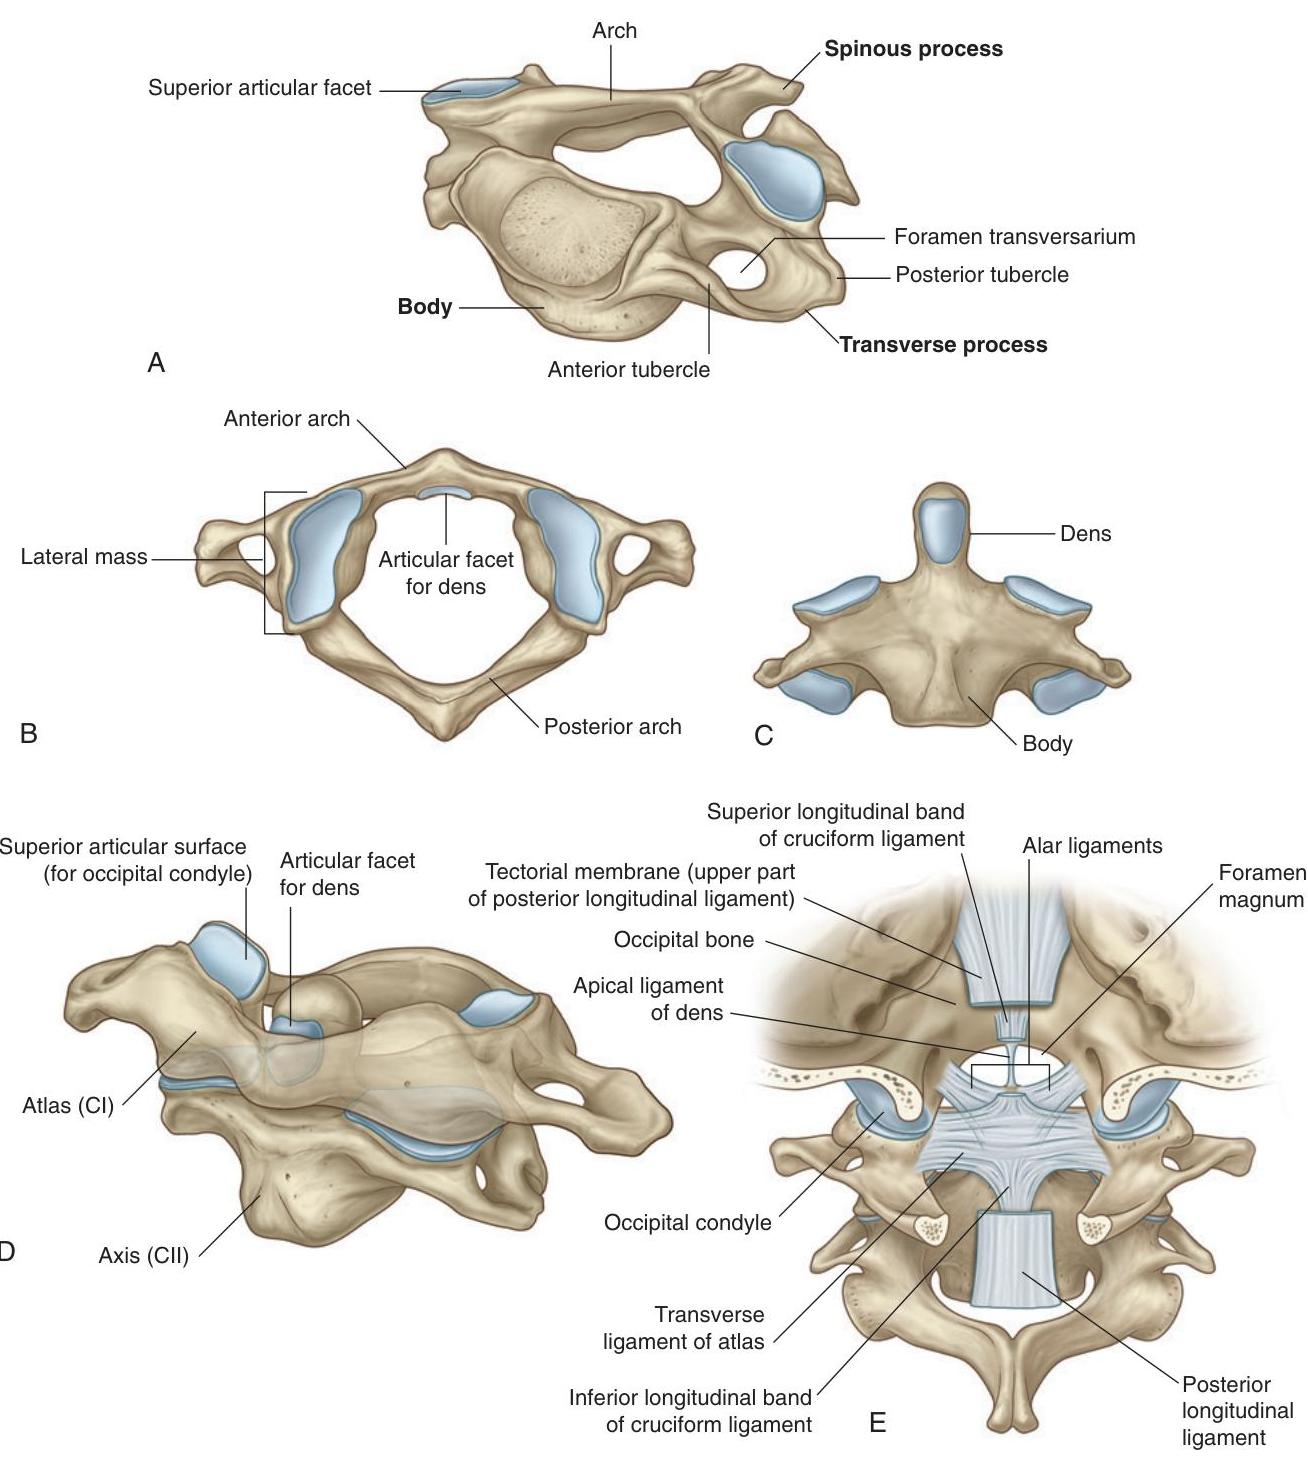 Arch
Spinous process
Superior articular facet
Foramen transversarium
Posterior tubercle
Body
Transverse process
Anterior tubercle
A
Anterior arch
Lateral mass
Articular facet
for dens
Posterior arch
B
Dens
Body
C
Superior articular surface
(for occipital condyle)
Articular facet
for dens
Atlas (CI)
Axis (CII)
D
Superior longitudinal band
of cruciform ligament
Alar ligaments
Tectorial membrane (upper part
of posterior longitudinal ligament)
Foramen
magnum
Occipital bone
Apical ligament
of dens
Occipital condyle
Transverse
ligament of atlas
Inferior longitudinal band
of cruciform ligament
Posterior
longitudinal
ligament
E